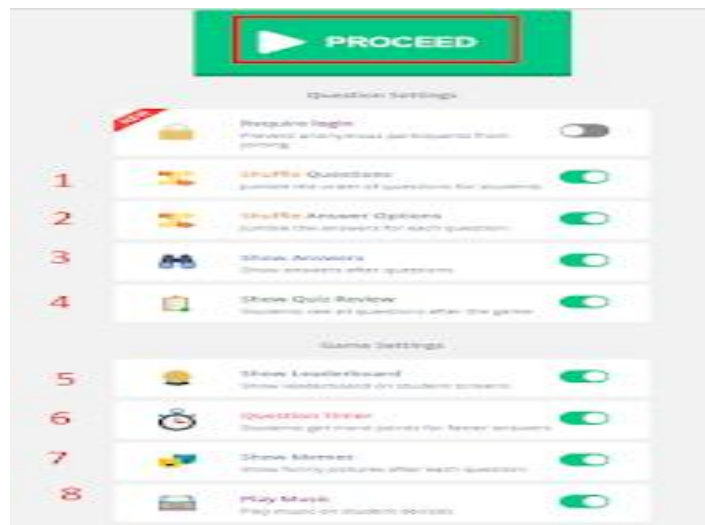 PROCEED
Question Settings
NEW
Require login
Prevent anonymous participants from
joining
1
Shuffle Questions
Jumble the order of questions for students
2
Shuffle Answer Options
Jumble the answers for each question
3
Show Answers
Show answers after questions
4
Show Quiz Review
Students see all questions after the game
Game Settings
5
Show Leaderboard
Show leaderboard on student screens
6
Question Timer
Students get more points for faster answers
7
Show Memes
Show funny pictures after each question
8
Play Music
Play music on student devices